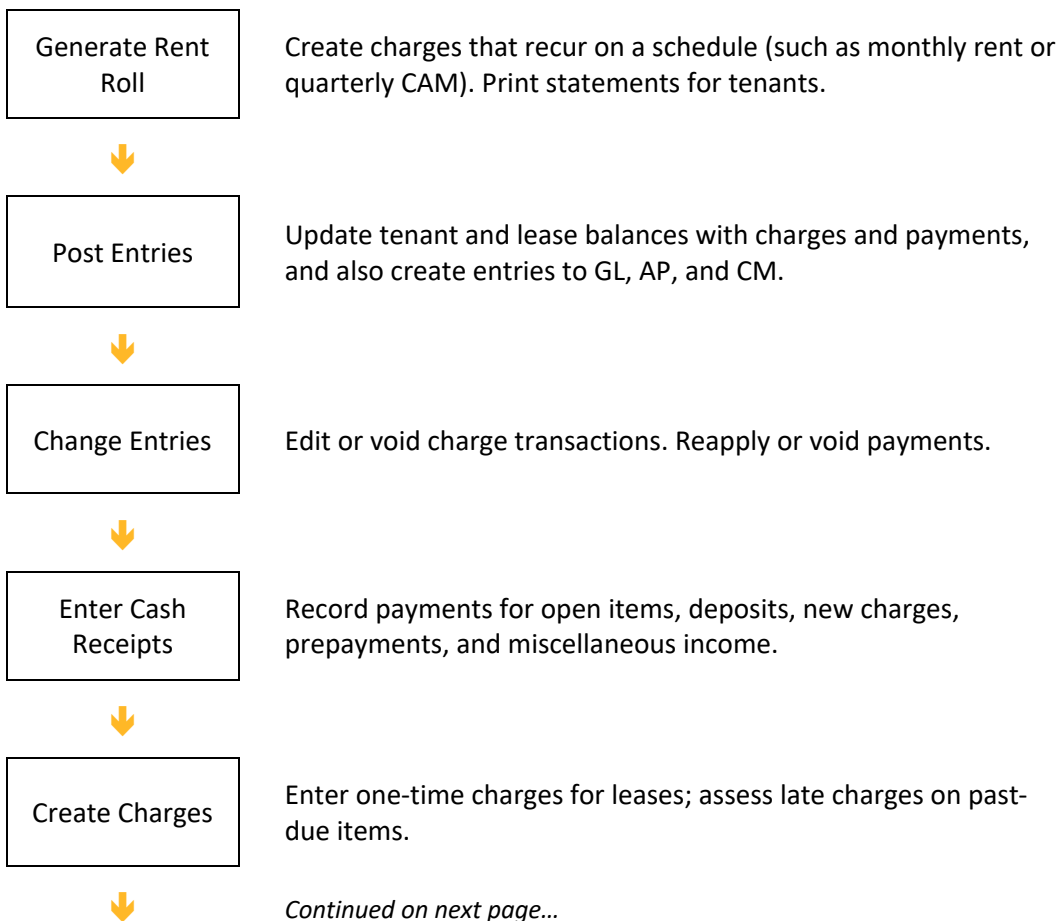 Generate Rent
Roll
Create charges that recur on a schedule (such as monthly rent or
quarterly CAM). Print statements for tenants.
Post Entries
Update tenant and lease balances with charges and payments,
and also create entries to GL, AP, and CM.
Change Entries
Edit or void charge transactions. Reapply or void payments.
Enter Cash
Receipts
Record payments for open items, deposits, new charges,
prepayments, and miscellaneous income.
Create Charges
Enter one-time charges for leases; assess late charges on past-
due items.
Continued on next page…